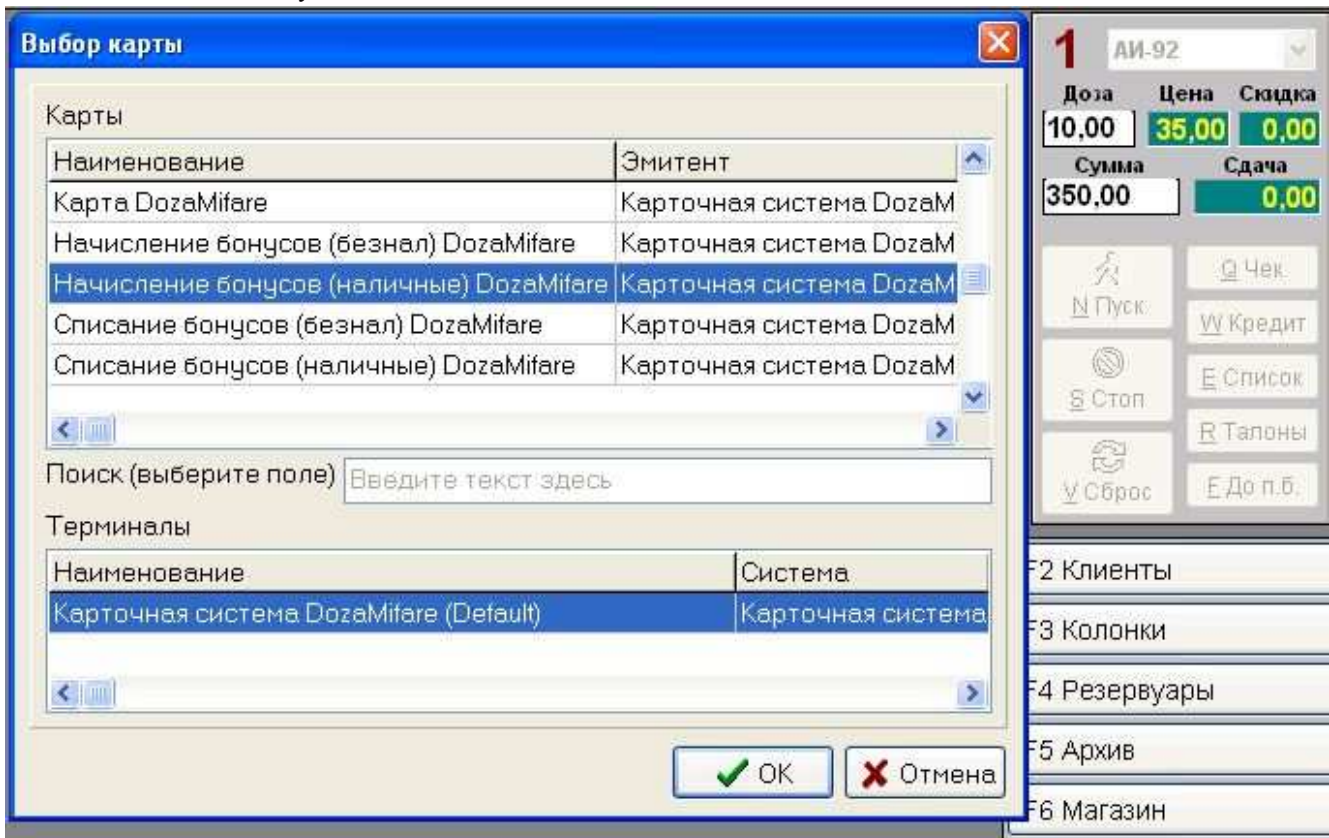 Выбор карты
Карты
Наименование Эмитент
Карта DozaMifare Карточная система DozaM
Начисление бонусов (безнал) DozaMifare Карточная система DozaM
Начисление бонусов (наличные) DozaMifare Карточная система DozaM
Списание бонусов (безнал) DozaMifare Карточная система DozaM
Списание бонусов (наличные) DozaMifare Карточная система DozaM
Поиск (выберите поле) Введите текст здесь
Терминалы
Наименование Система
Карточная система DozaMifare (Default) Карточная система
OK Отмена
1 АИ-92
Доза Цена Скидка
10,00 35,00 0,00
Сумма Сдача
350,00 0,00
N Пуск Q Чек
W Кредит
S Стоп E Список
R Талоны
V Сброс F До п.б.
F2 Клиенты
F3 Колонки
F4 Резервуары
F5 Архив
F6 Магазин